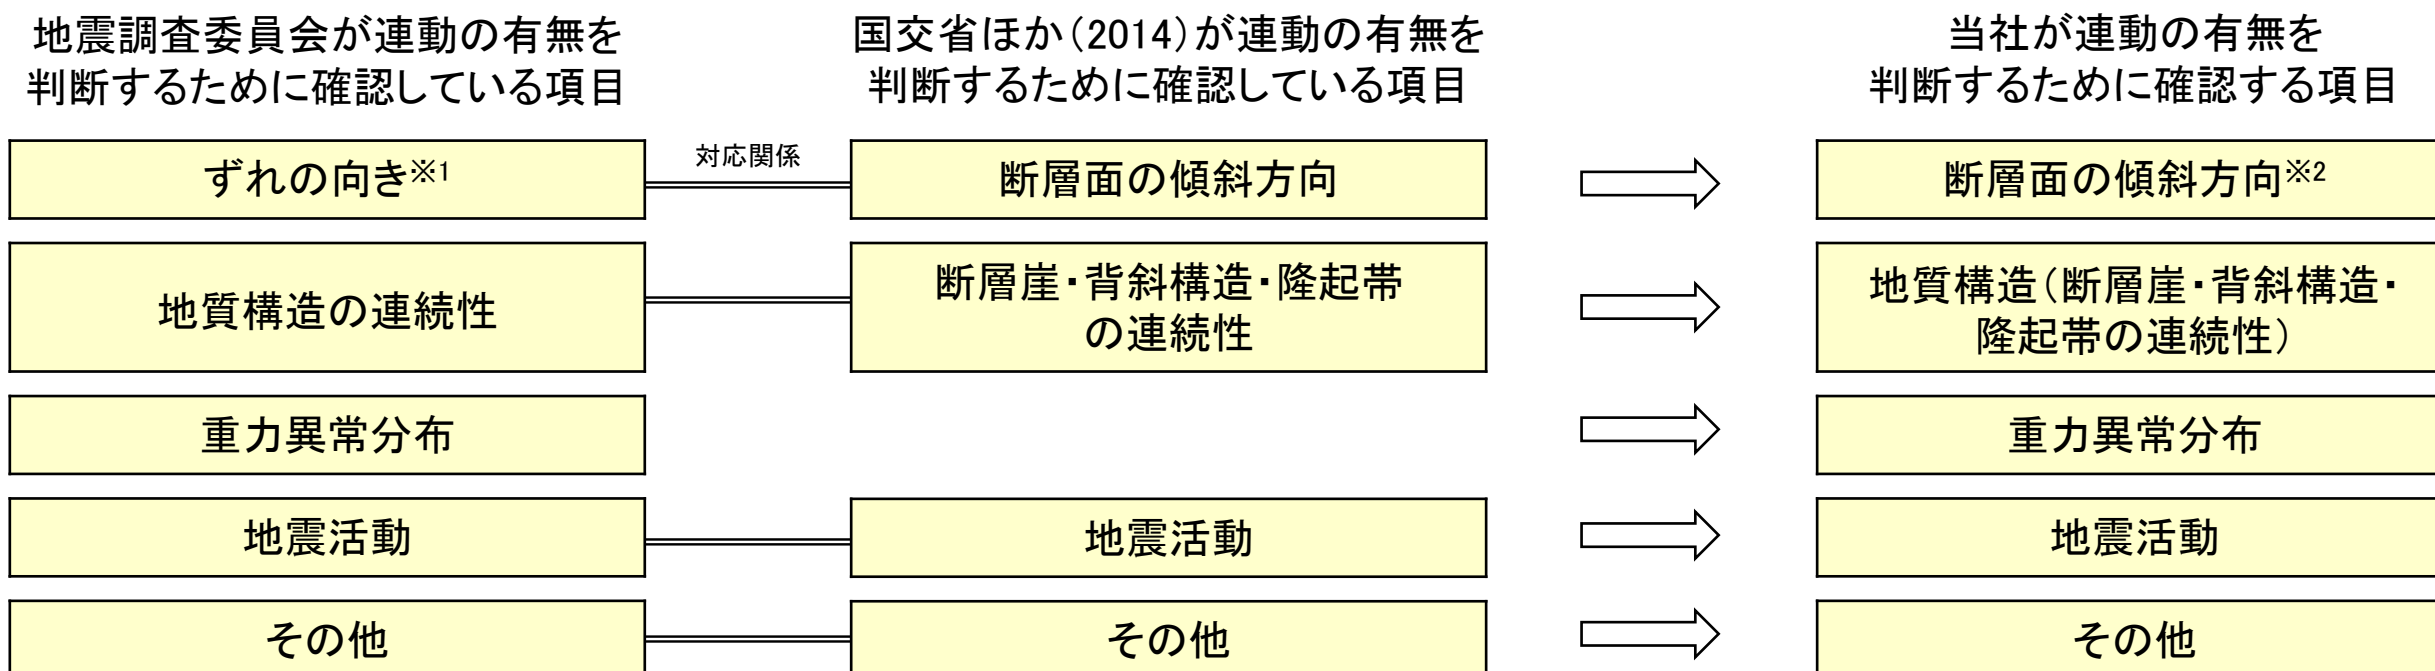 地震調査委員会が連動の有無を
判断するために確認している項目
国交省ほか(2014)が連動の有無を
判断するために確認している項目
当社が連動の有無を
判断するために確認する項目
ずれの向き※1
対応関係
断層面の傾斜方向
断層面の傾斜方向※2
地質構造の連続性
断層崖・背斜構造・隆起帯
の連続性
地質構造(断層崖・背斜構造・
隆起帯の連続性)
重力異常分布
重力異常分布
地震活動
地震活動
地震活動
その他
その他
その他